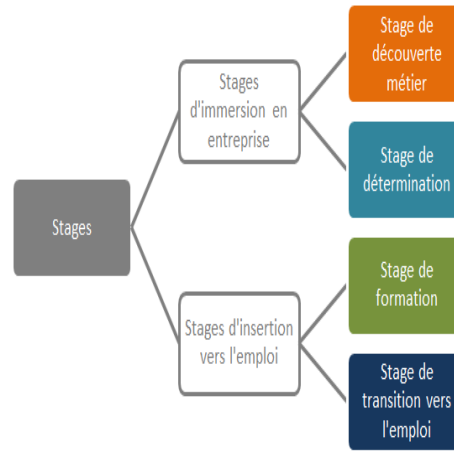 Stages
Stages
d'immersion en
entreprise
Stages d'insertion
vers l'emploi
Stage de
découverte
métier
Stage de
détermination
Stage de
formation
Stage de
transition vers
l'emploi